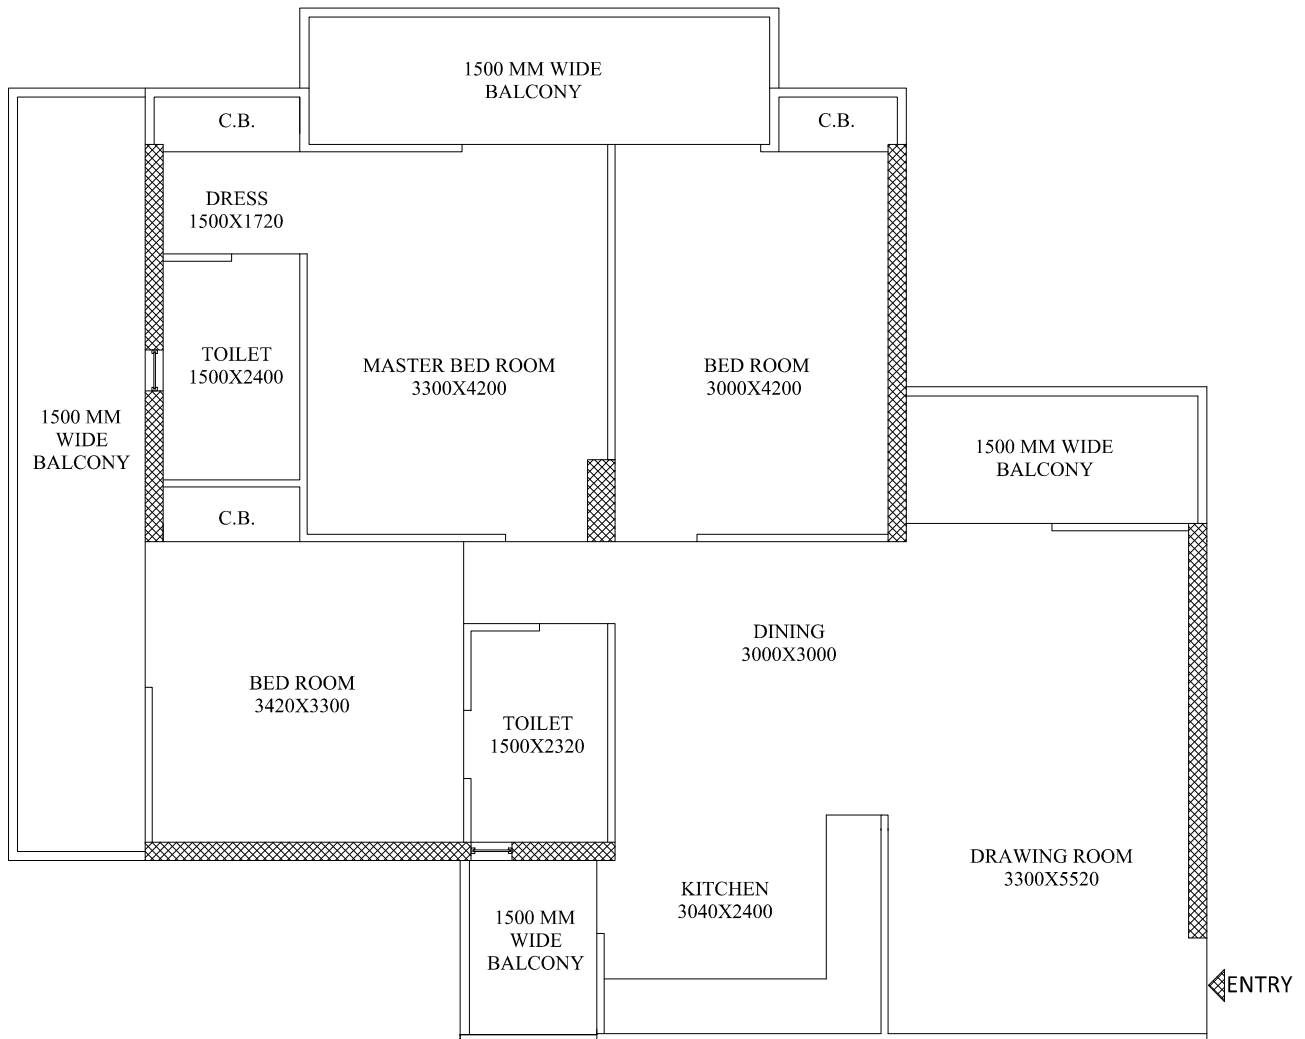 1500 MM WIDE
BALCONY
C.B.
C.B.
DRESS
1500X1720
TOILET
1500X2400
MASTER BED ROOM
3300X4200
BED ROOM
3000X4200
1500 MM
WIDE
BALCONY
1500 MM WIDE
BALCONY
C.B.
DINING
3000X3000
BED ROOM
3420X3300
TOILET
1500X2320
DRAWING ROOM
3300X5520
KITCHEN
3040X2400
1500 MM
WIDE
BALCONY
ENTRY